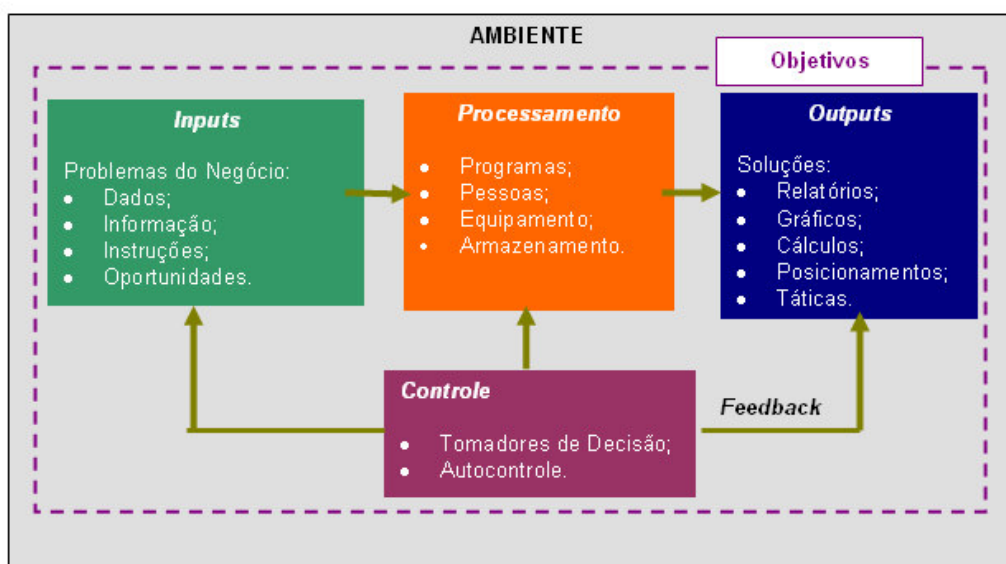 AMBIENTE
Objetivos
Inputs
Problemas do Negócio:
● Dados;
● Informação;
● Instruções;
● Oportunidades.
Processamento
● Programas;
● Pessoas;
● Equipamento;
● Armazenamento.
Outputs
Soluções:
● Relatórios;
● Gráficos;
● Cálculos;
● Posicionamentos;
● Táticas.
Controle
● Tomadores de Decisão;
● Autocontrole.
Feedback